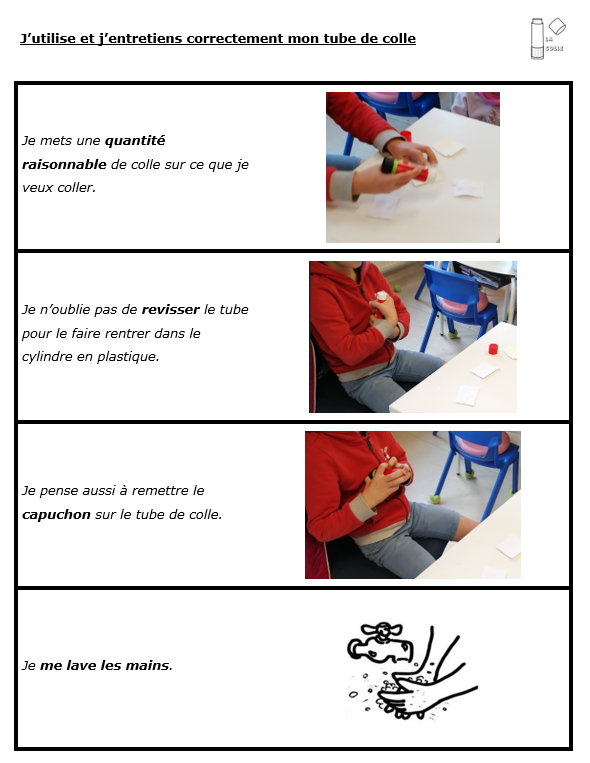 J’utilise et j’entretiens correctement mon tube de colle
LA
COLLE
Je mets une quantité
raisonnable de colle sur ce que je
veux coller.
Je n’oublie pas de revisser le tube
pour le faire rentrer dans le
cylindre en plastique.
Je pense aussi à remettre le
capuchon sur le tube de colle.
Je me lave les mains.